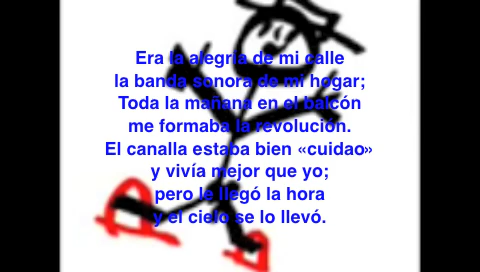 Era la alegría de mi calle
la banda sonora de mi hogar;
Toda la mañana en el balcón
me formaba la revolución.
El canalla estaba bien «cuidao»
y vivía mejor que yo;
pero le llegó la hora
y el cielo se lo llevó.